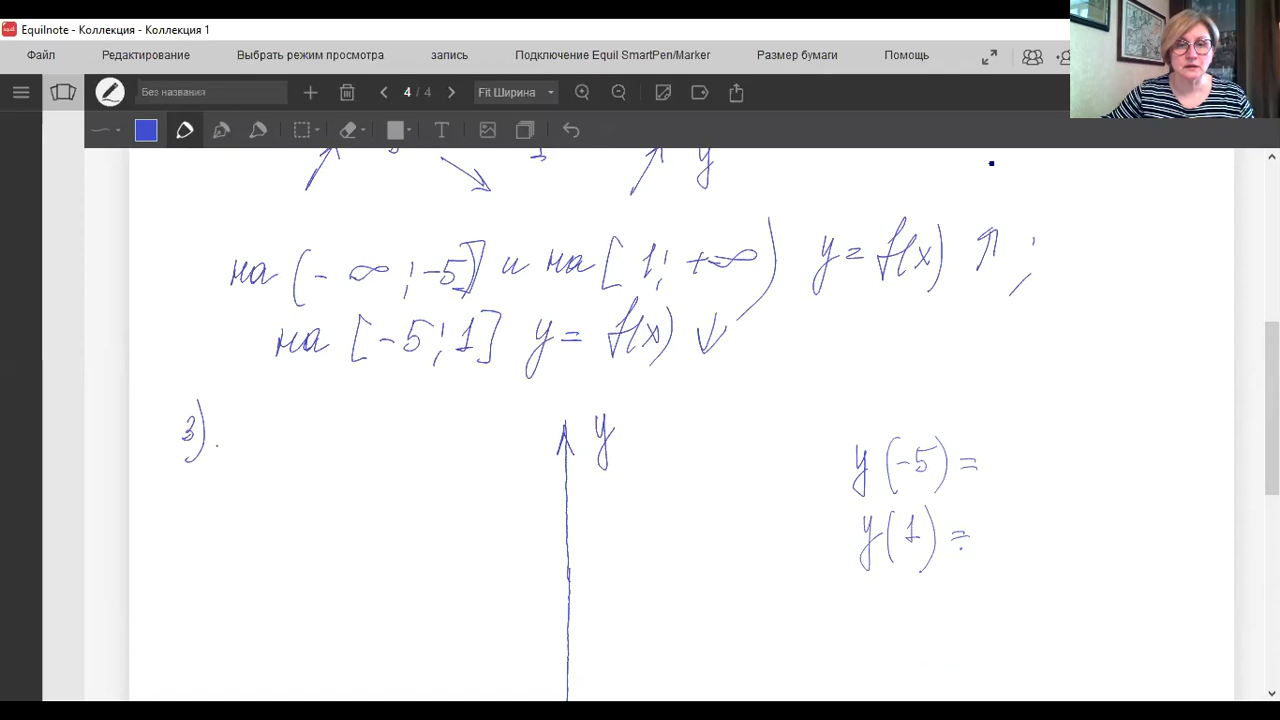 Equilnote - Коллекция - Коллекция 1
Файл Редактирование Выбрать режим просмотра запись Подключение Equil SmartPen/Marker Размер бумаги Помощь
Без названия 4 / 4 Fit Ширина
y
на (-∞; -5] и на [1; +∞) y = f(x) ↑ ;
на [-5; 1] y = f(x) ↓
3). y
y(-5) =
y(1) =